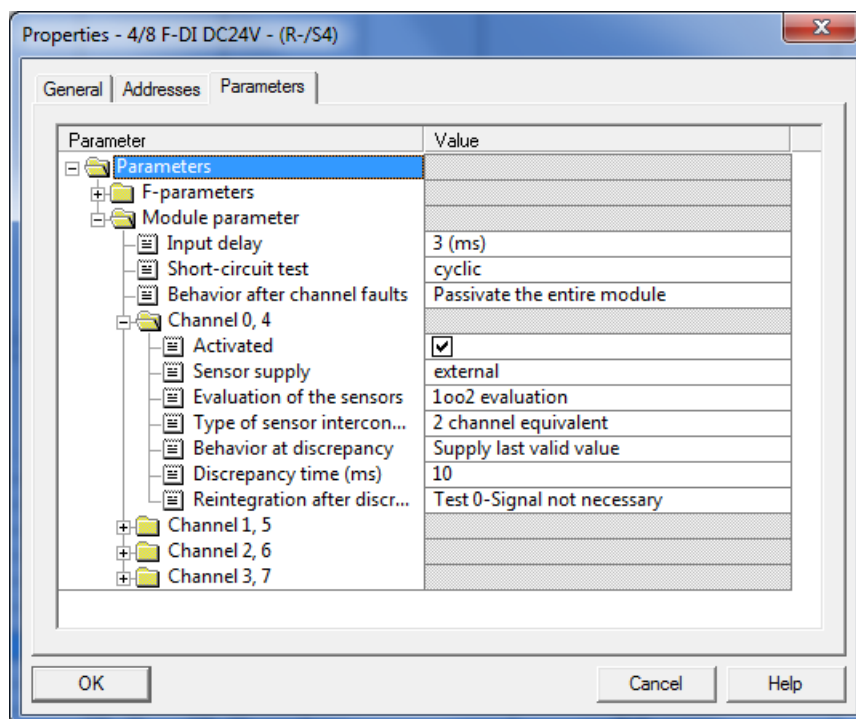 Properties - 4/8 F-DI DC24V - (R-/S4)
General Addresses Parameters
Parameter Value
Parameters
F-parameters
Module parameter
Input delay 3 (ms)
Short-circuit test cyclic
Behavior after channel faults Passivate the entire module
Channel 0, 4
Activated
Sensor supply external
Evaluation of the sensors 1oo2 evaluation
Type of sensor intercon... 2 channel equivalent
Behavior at discrepancy Supply last valid value
Discrepancy time (ms) 10
Reintegration after discr... Test 0-Signal not necessary
Channel 1, 5
Channel 2, 6
Channel 3, 7
OK Cancel Help